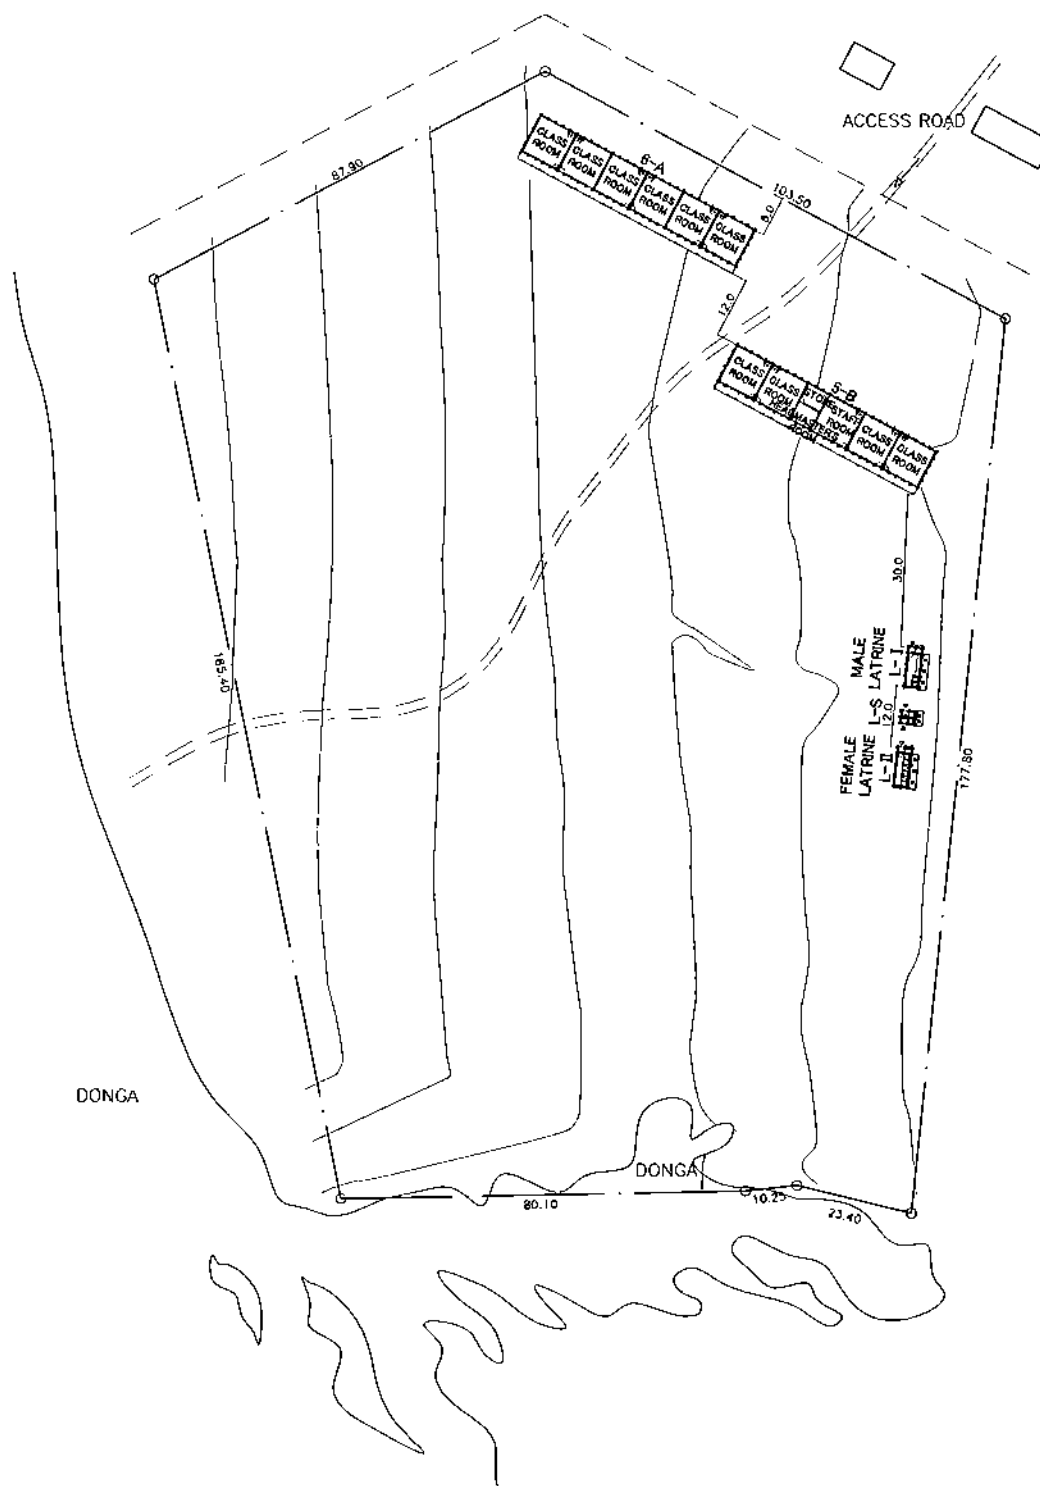 ACCESS ROAD
87.90
103.50
6-A
CLASS
ROOM
CLASS
ROOM
CLASS
ROOM
CLASS
ROOM
CLASS
ROOM
CLASS
ROOM
8.0
12.0
6-B
CLASS
ROOM
CLASS
ROOM
STORE
HEADMASTERS
ROOM
STAFF
ROOM
CLASS
ROOM
CLASS
ROOM
30.0
185.40
MALE
LATRINE
L-I
L-S
12.0
FEMALE
LATRINE
L-II
177.80
DONGA
DONGA
80.10
10.25
23.40